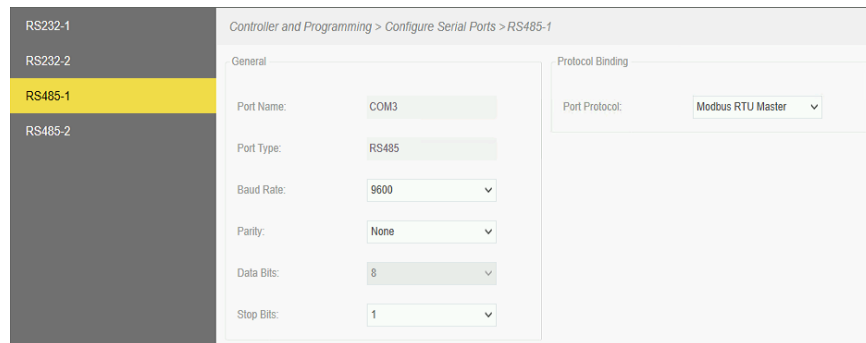 RS232-1
RS232-2
RS485-1
RS485-2
Controller and Programming > Configure Serial Ports > RS485-1
General
Port Name: COM3
Port Type: RS485
Baud Rate: 9600
Parity: None
Data Bits: 8
Stop Bits: 1
Protocol Binding
Port Protocol: Modbus RTU Master